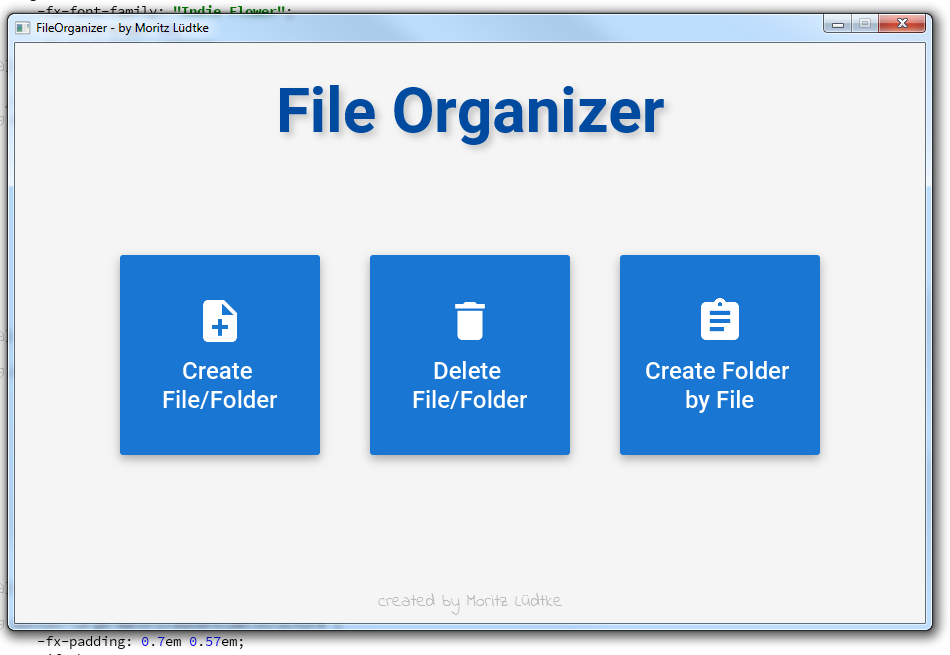 -fx-font-family: "Indie Flower";
FileOrganizer - by Moritz Lüdtke
File Organizer
Create
File/Folder
Delete
File/Folder
Create Folder
by File
created by Moritz Lüdtke
-fx-padding: 0.7em 0.57em;